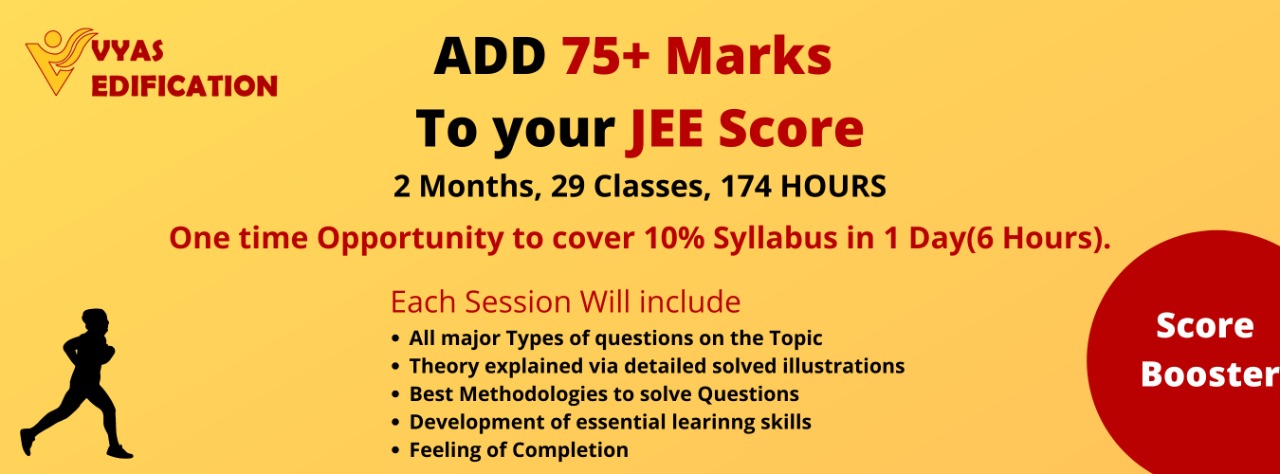 VYAS
EDIFICATION
ADD 75+ Marks
To your JEE Score
2 Months, 29 Classes, 174 HOURS
One time Opportunity to cover 10% Syllabus in 1 Day(6 Hours).
Each Session Will include
• All major Types of questions on the Topic
• Theory explained via detailed solved illustrations
• Best Methodologies to solve Questions
• Development of essential learinng skills
• Feeling of Completion
Score
Booster